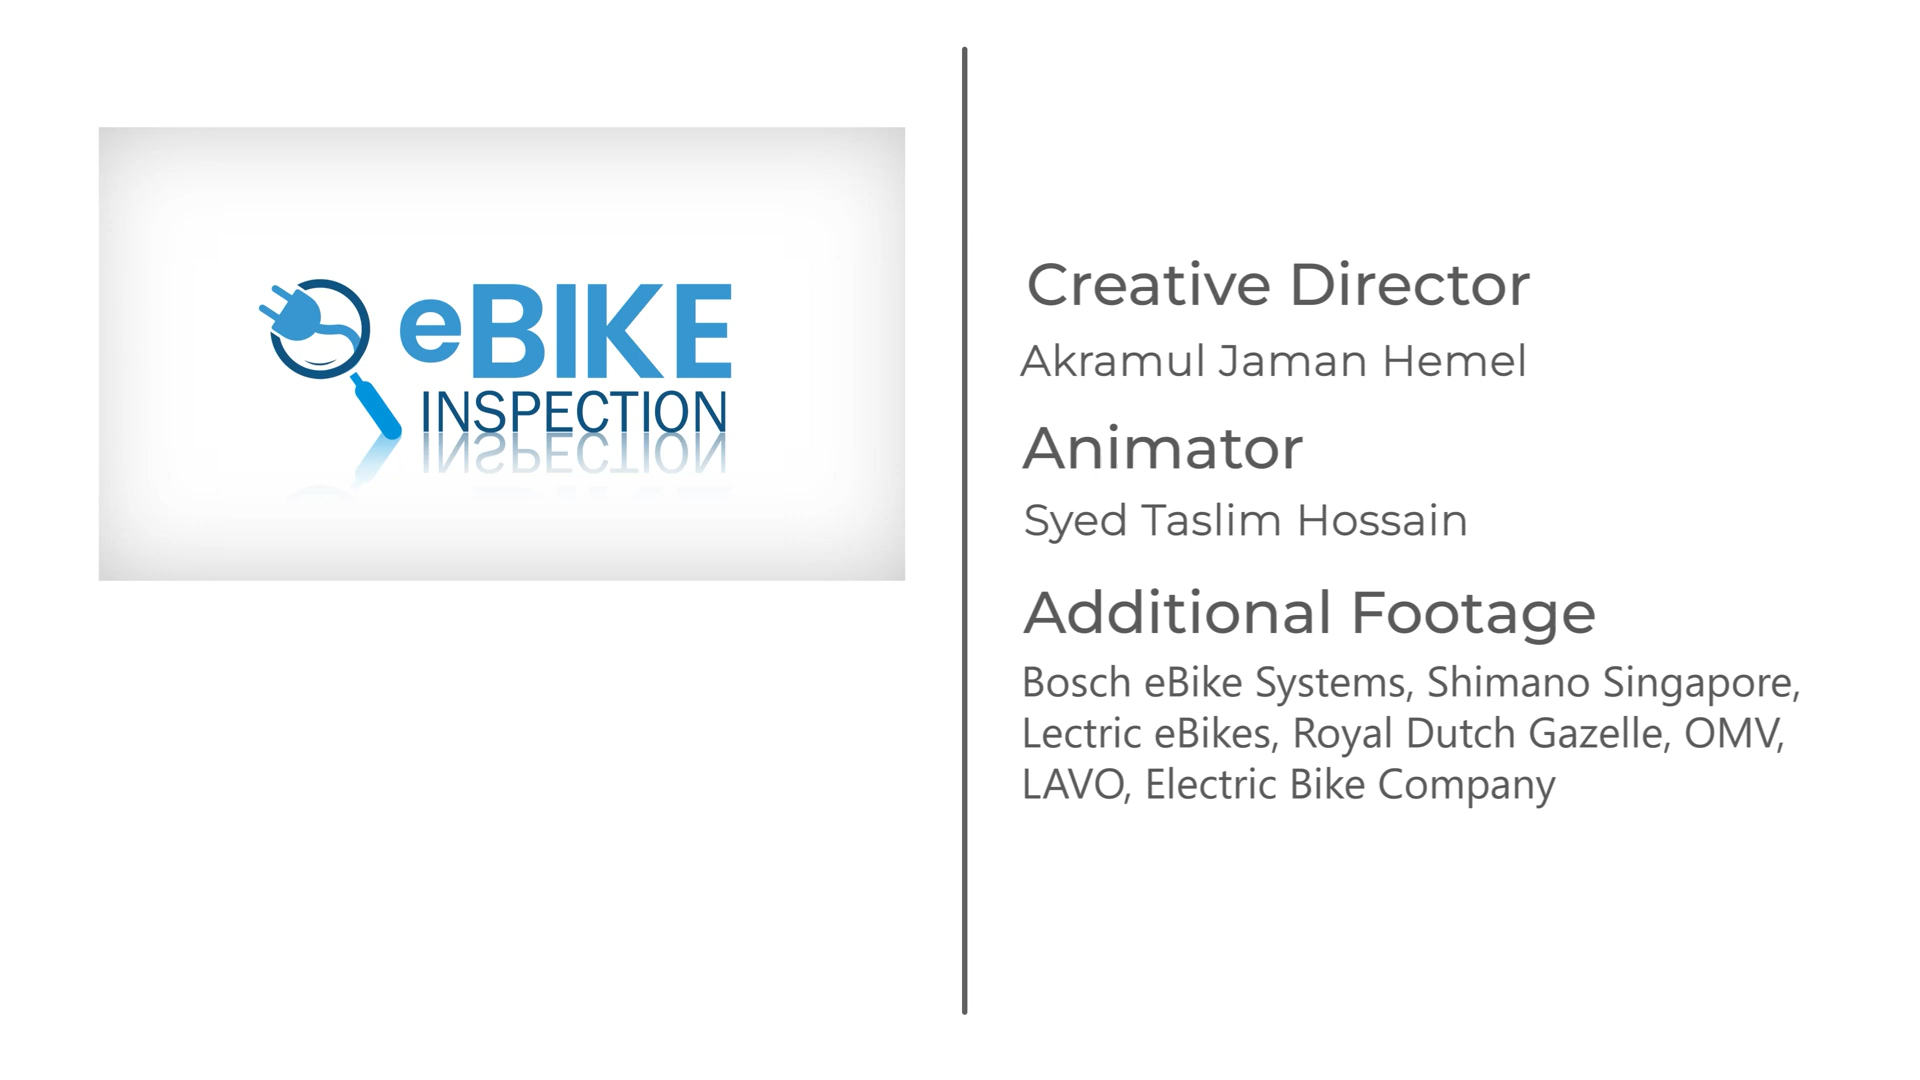 eBIKE
INSPECTION
Creative Director
Akramul Jaman Hemel
Animator
Syed Taslim Hossain
Additional Footage
Bosch eBike Systems, Shimano Singapore,
Lectric eBikes, Royal Dutch Gazelle, OMV,
LAVO, Electric Bike Company